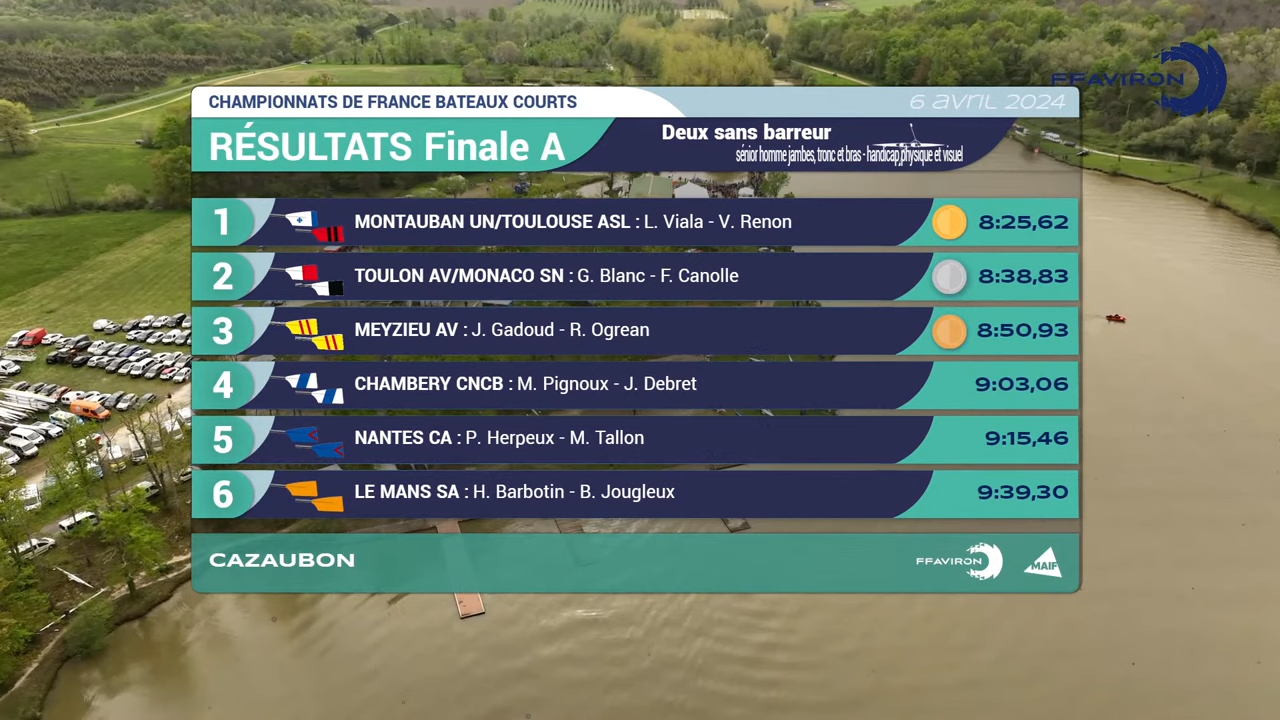 FFAVIRON
CHAMPIONNATS DE FRANCE BATEAUX COURTS
6 avril 2024
RÉSULTATS Finale A
Deux sans barreur
sénior homme jambes, tronc et bras - handicap physique et visuel
1 MONTAUBAN UN/TOULOUSE ASL : L. Viala - V. Renon 8:25,62
2 TOULON AV/MONACO SN : G. Blanc - F. Canolle 8:38,83
3 MEYZIEU AV : J. Gadoud - R. Ogrean 8:50,93
4 CHAMBERY CNCB : M. Pignoux - J. Debret 9:03,06
5 NANTES CA : P. Herpeux - M. Tallon 9:15,46
6 LE MANS SA : H. Barbotin - B. Jougleux 9:39,30
CAZAUBON
FFAVIRON
MAIF